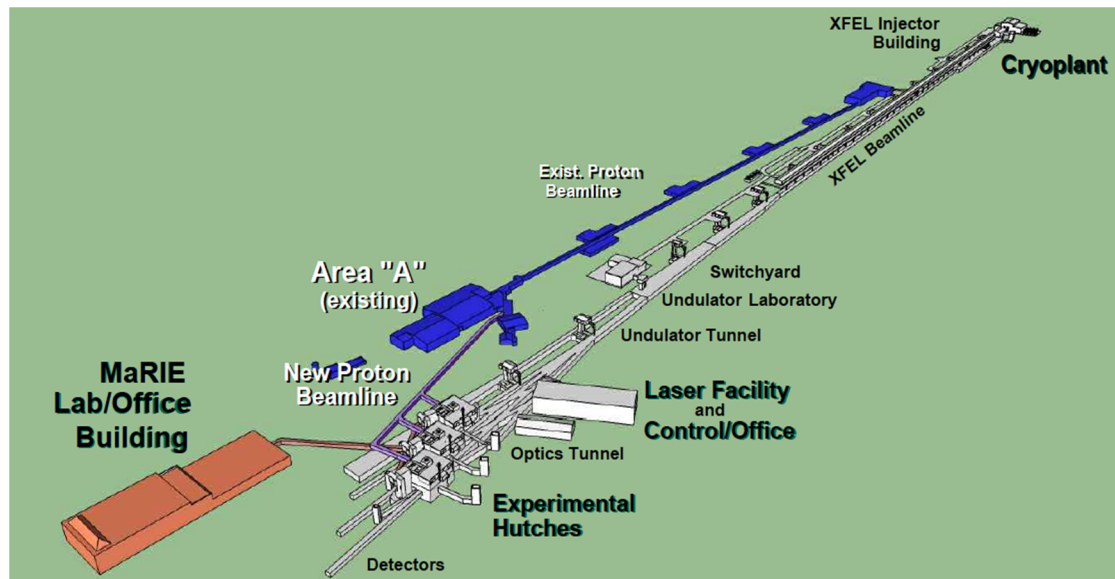 XFEL Injector
Building
Cryoplant
XFEL Beamline
Exist. Proton
Beamline
Area "A"
(existing)
Switchyard
Undulator Laboratory
Undulator Tunnel
New Proton
Beamline
MaRIE
Lab/Office
Building
Laser Facility
and
Control/Office
Optics Tunnel
Experimental
Hutches
Detectors